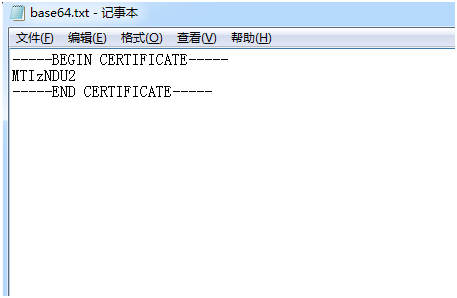 base64.txt - 记事本
文件(F) 编辑(E) 格式(O) 查看(V) 帮助(H)
-----BEGIN CERTIFICATE-----
MTIzNDU2
-----END CERTIFICATE-----